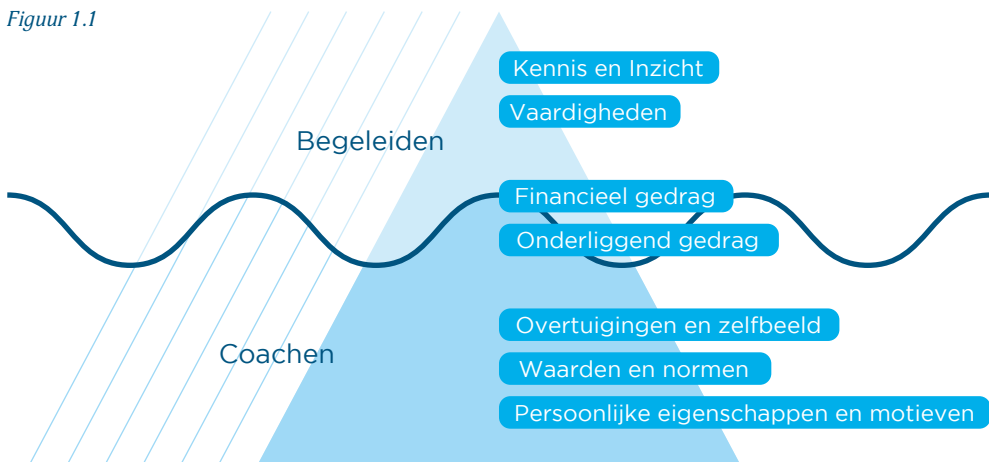 Figuur 1.1
Kennis en Inzicht
Vaardigheden
Begeleiden
Financieel gedrag
Onderliggend gedrag
Overtuigingen en zelfbeeld
Coachen
Waarden en normen
Persoonlijke eigenschappen en motieven